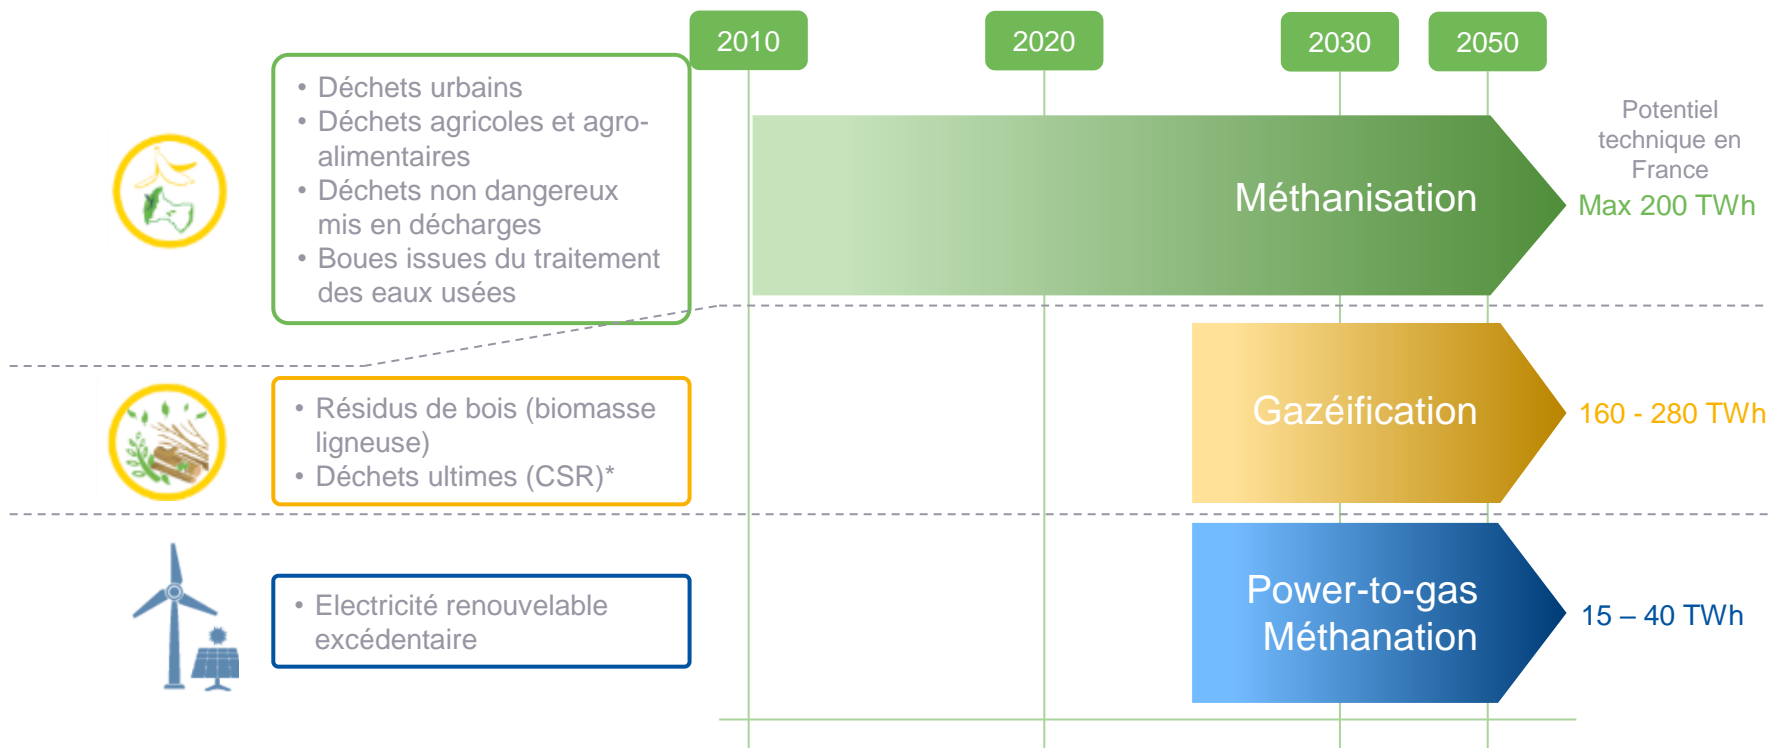 2010
2020
2030
2050
• Déchets urbains
• Déchets agricoles et agro-
alimentaires
• Déchets non dangereux
mis en décharges
• Boues issues du traitement
des eaux usées
Méthanisation
Potentiel
technique en
France
Max 200 TWh
• Résidus de bois (biomasse
ligneuse)
• Déchets ultimes (CSR)*
Gazéification
160 - 280 TWh
• Electricité renouvelable
excédentaire
Power-to-gas
Méthanation
15 – 40 TWh